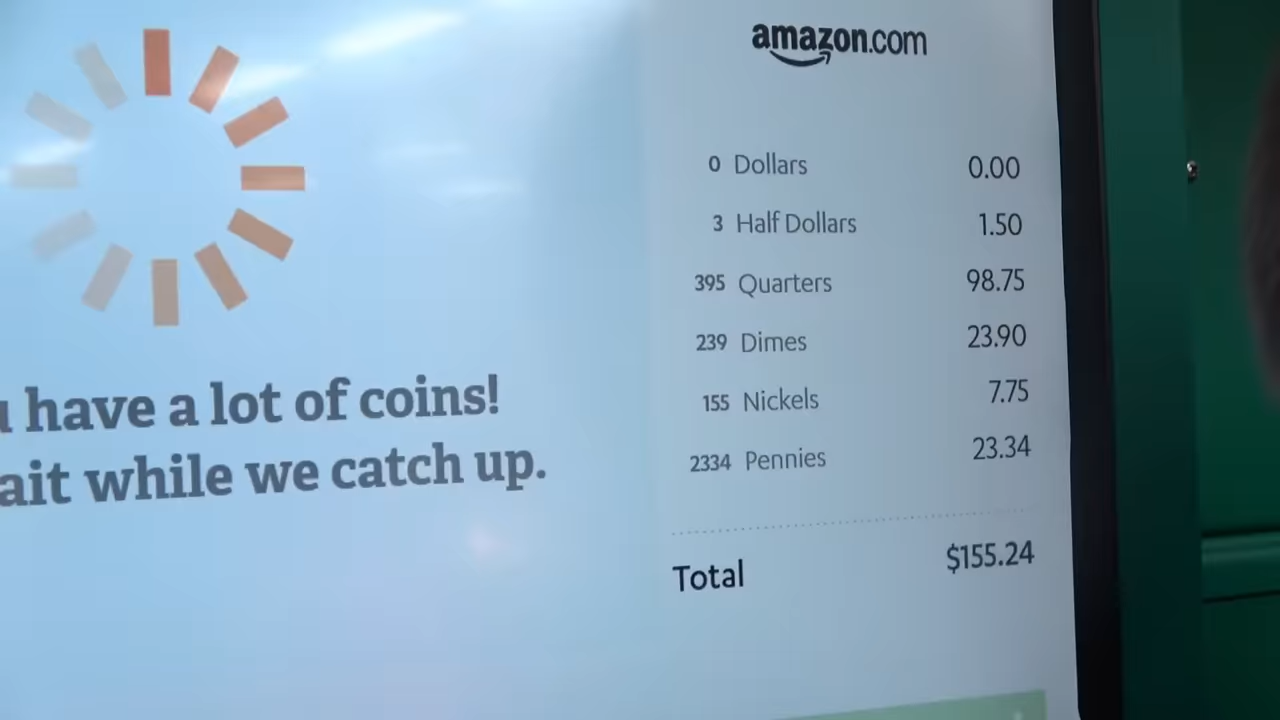 have a lot of coins!
while we catch up.
amazon.com
0 Dollars 0.00
3 Half Dollars 1.50
395 Quarters 98.75
239 Dimes 23.90
155 Nickels 7.75
2334 Pennies 23.34
Total $155.24